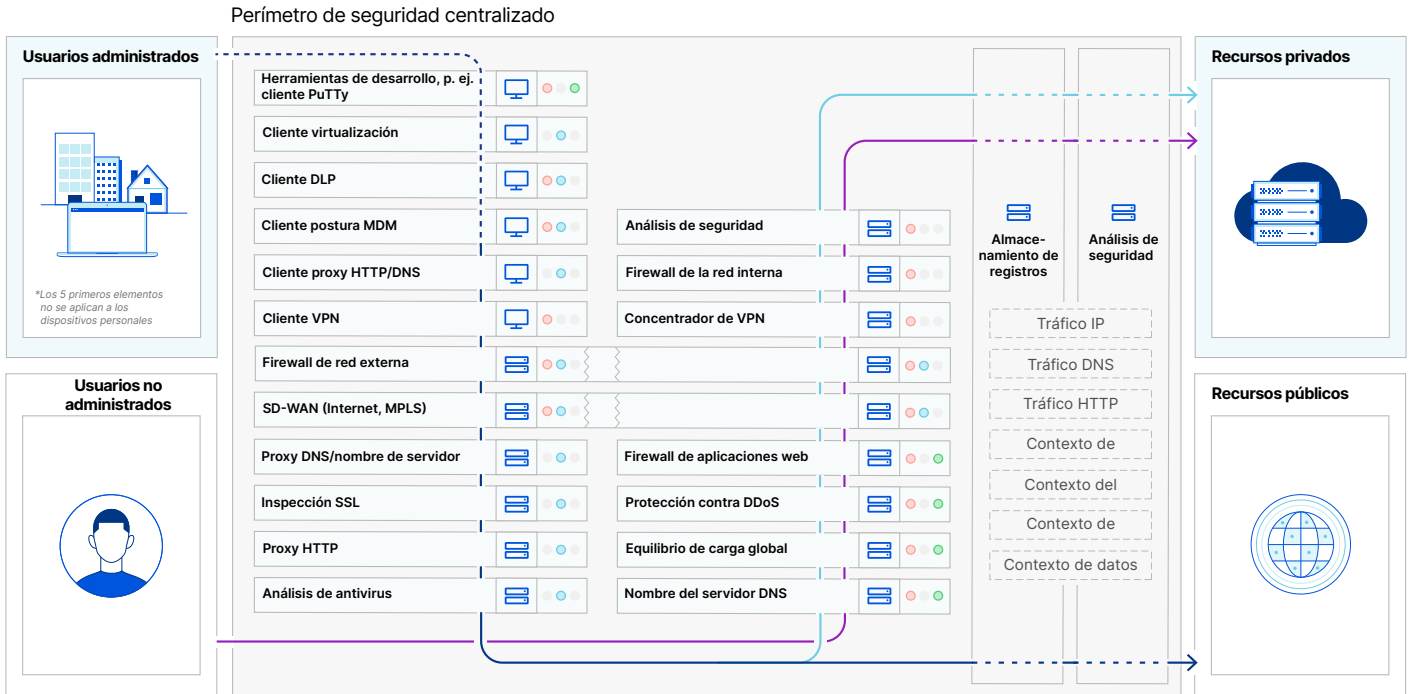 Perímetro de seguridad centralizado
Usuarios administrados
*Los 5 primeros elementos
no se aplican a los
dispositivos personales
Usuarios no
administrados
Herramientas de desarrollo, p. ej.
cliente PuTTy
Cliente virtualización
Cliente DLP
Cliente postura MDM
Cliente proxy HTTP/DNS
Cliente VPN
Firewall de red externa
SD-WAN (Internet, MPLS)
Proxy DNS/nombre de servidor
Inspección SSL
Proxy HTTP
Análisis de antivirus
Análisis de seguridad
Firewall de la red interna
Concentrador de VPN
Firewall de aplicaciones web
Protección contra DDoS
Equilibrio de carga global
Nombre del servidor DNS
Almace-
namiento de
registros
Análisis de
seguridad
Tráfico IP
Tráfico DNS
Tráfico HTTP
Contexto de
Contexto del
Contexto de
Contexto de datos
Recursos privados
Recursos públicos